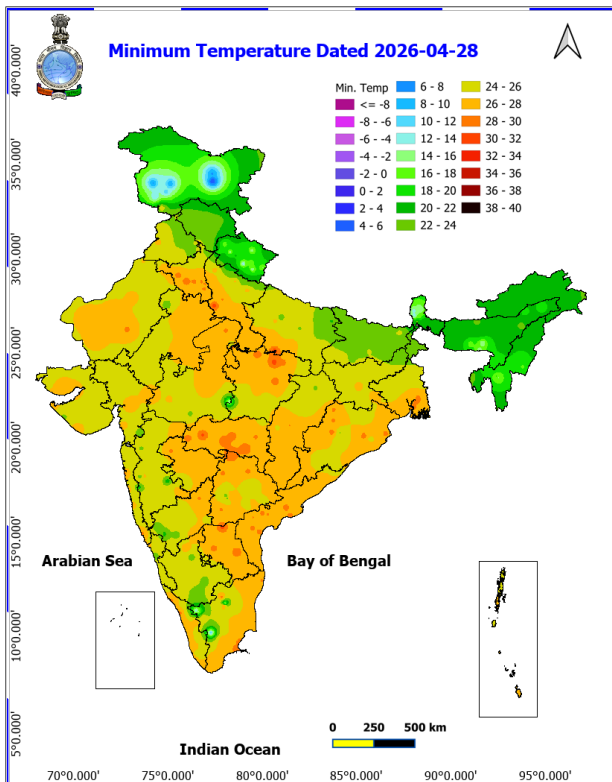 Minimum Temperature Dated 2026-04-28
Min. Temp
<= -8
-8 - -6
-6 - -4
-4 - -2
-2 - 0
0 - 2
2 - 4
4 - 6
6 - 8
8 - 10
10 - 12
12 - 14
14 - 16
16 - 18
18 - 20
20 - 22
22 - 24
24 - 26
26 - 28
28 - 30
30 - 32
32 - 34
34 - 36
36 - 38
38 - 40
40°0.000'
35°0.000'
30°0.000'
25°0.000'
20°0.000'
15°0.000'
10°0.000'
5°0.000'
Arabian Sea
Bay of Bengal
0 250 500 km
Indian Ocean
70°0.000' 75°0.000' 80°0.000' 85°0.000' 90°0.000' 95°0.000'